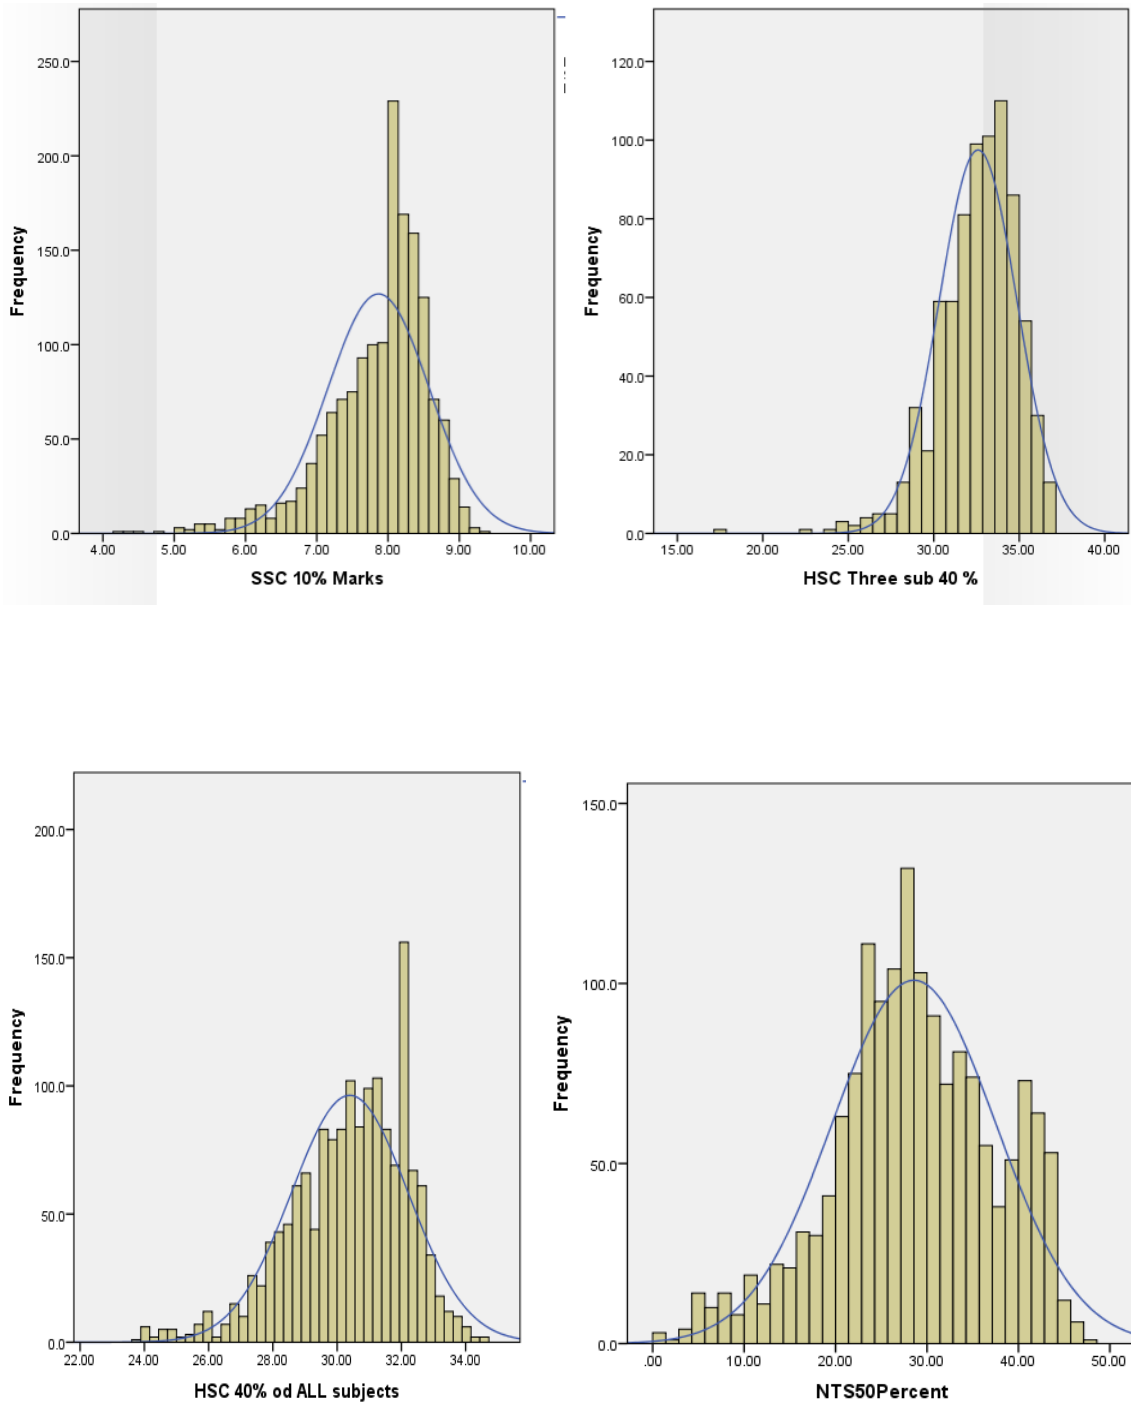 250.0
200.0
150.0
100.0
50.0
0.0
Frequency
4.00 5.00 6.00 7.00 8.00 9.00 10.00
SSC 10% Marks
120.0
100.0
80.0
60.0
40.0
20.0
0.0
Frequency
15.00 20.00 25.00 30.00 35.00 40.00
HSC Three sub 40 %
200.0
150.0
100.0
50.0
0.0
Frequency
22.00 24.00 26.00 28.00 30.00 32.00 34.00
HSC 40% od ALL subjects
150.0
100.0
50.0
0.0
Frequency
.00 10.00 20.00 30.00 40.00 50.00
NTS50Percent